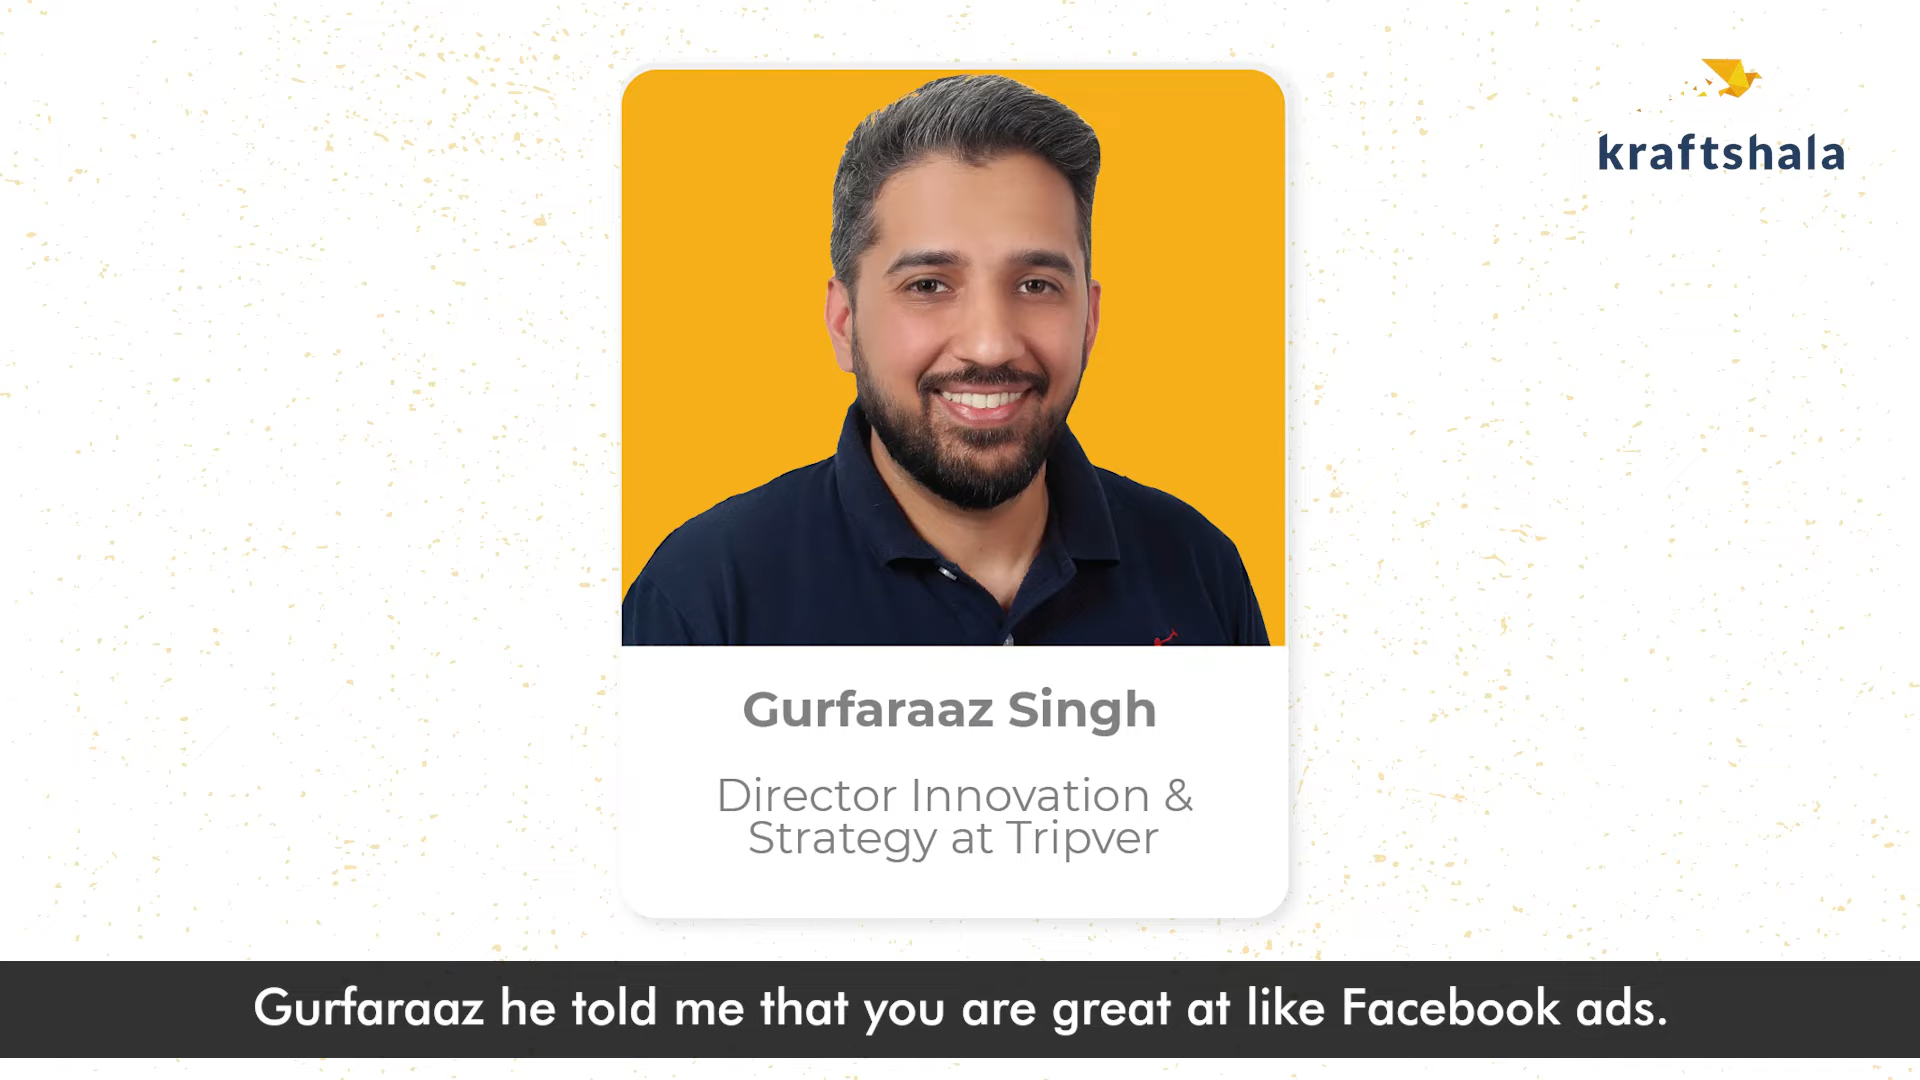 kraftshala
Gurfaraaz Singh
Director Innovation &
Strategy at Tripver
Gurfaraaz he told me that you are great at like Facebook ads.